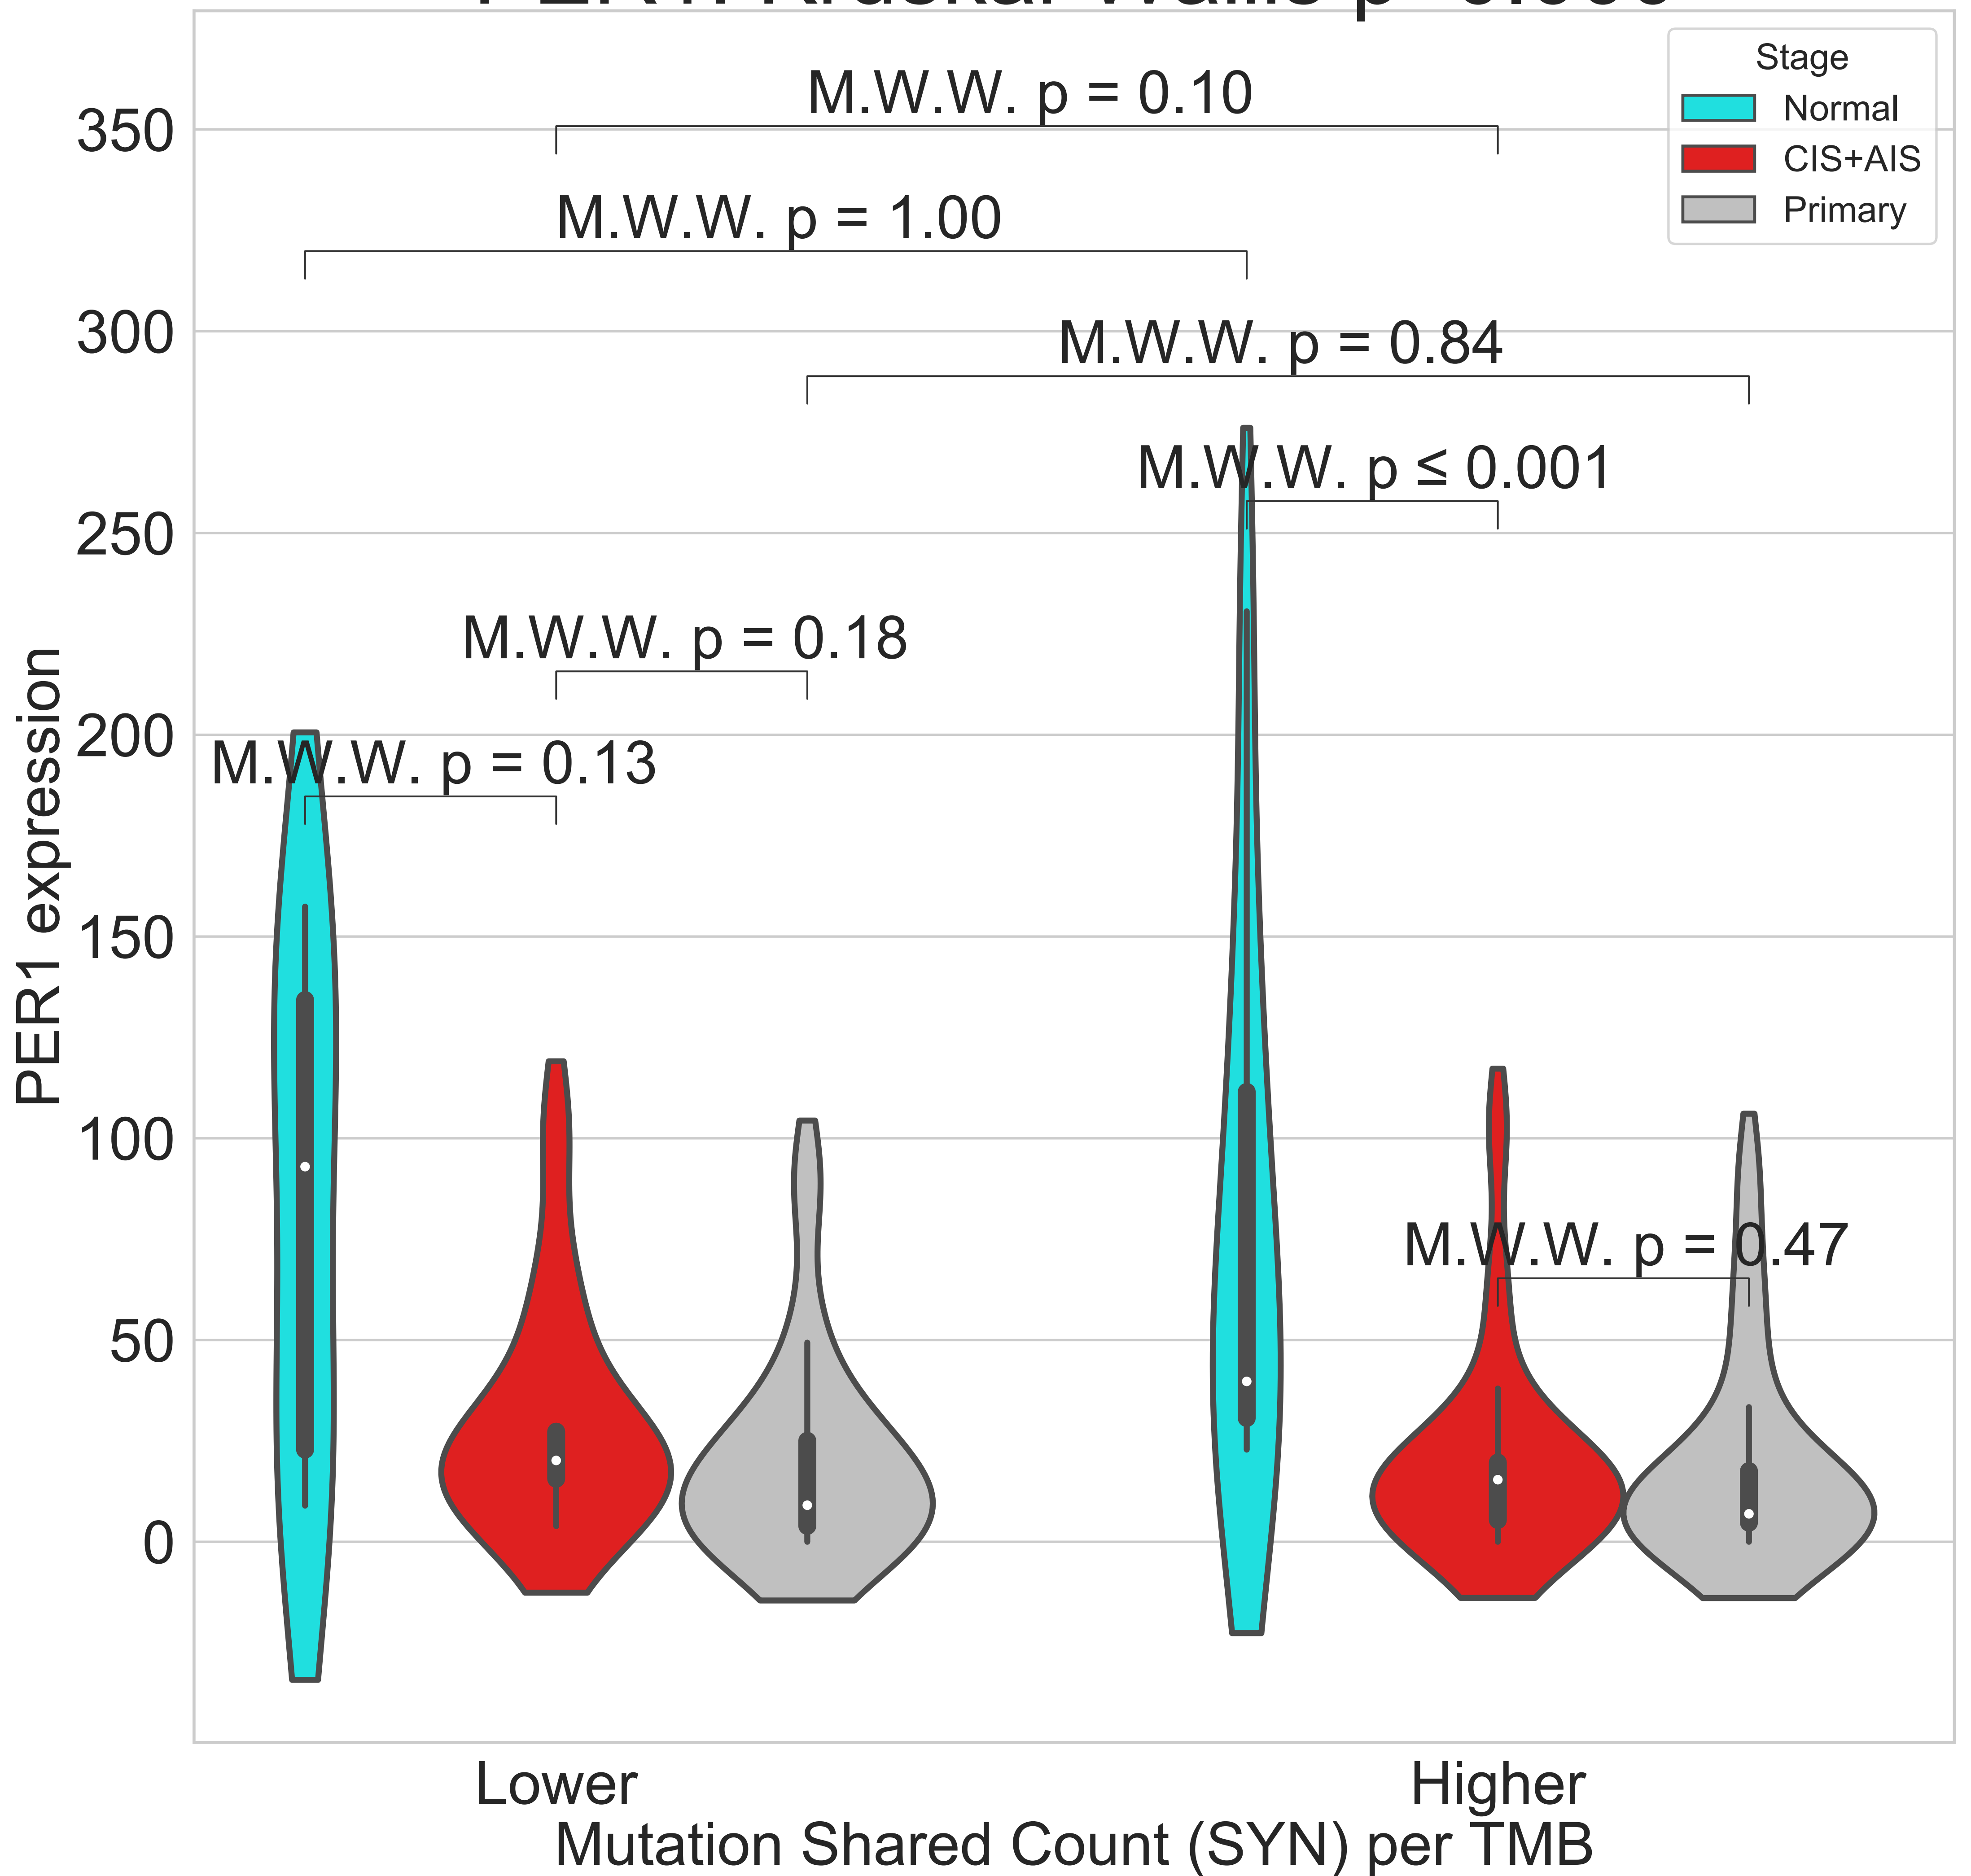 Stage
Normal
CIS+AIS
Primary
M.W.W. p = 0.10
M.W.W. p = 1.00
M.W.W. p = 0.84
M.W.W. p ≤ 0.001
M.W.W. p = 0.18
M.W.W. p = 0.13
M.W.W. p = 0.47
350
300
250
200
150
100
50
0
PER1 expression
Lower
Higher
Mutation Shared Count (SYN) per TMB